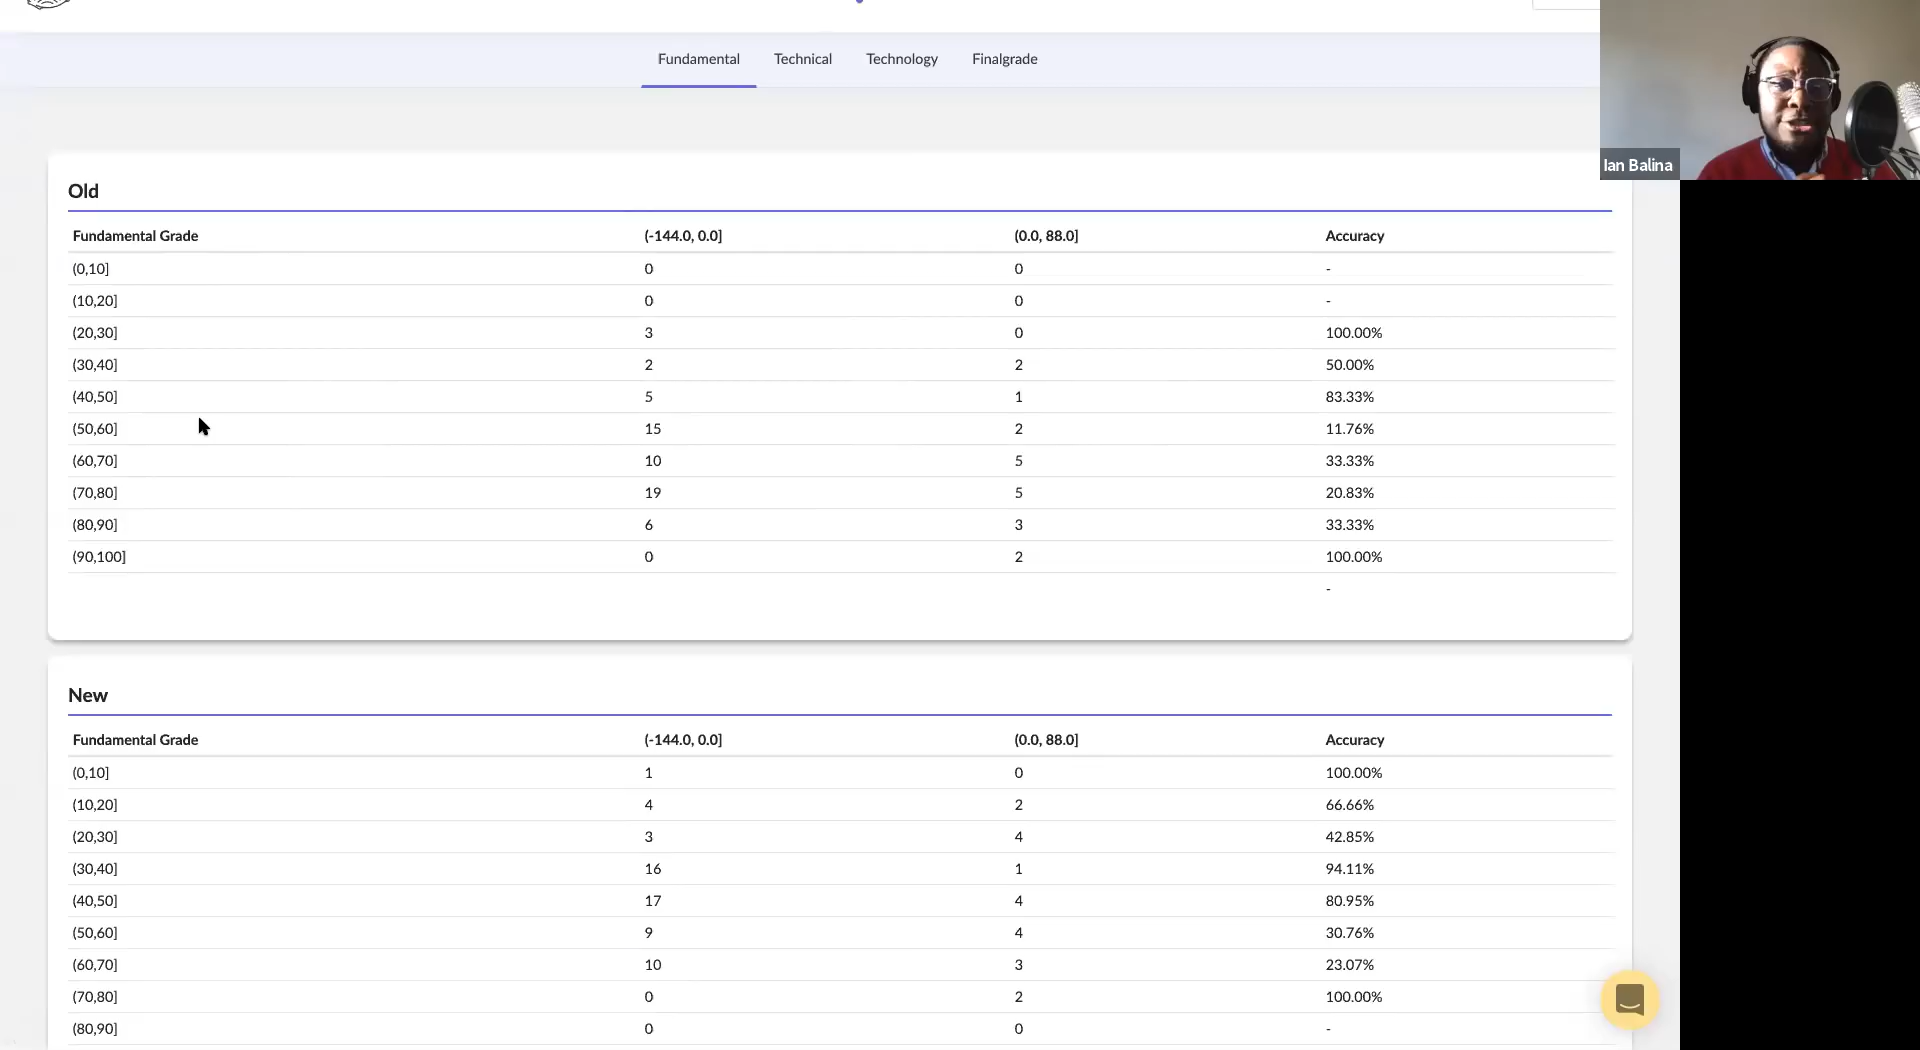 Fundamental Technical Technology Finalgrade
Ian Balina
Old
Fundamental Grade (-144.0, 0.0] (0.0, 88.0] Accuracy
(0,10] 0 0 -
(10,20] 0 0 -
(20,30] 3 0 100.00%
(30,40] 2 2 50.00%
(40,50] 5 1 83.33%
(50,60] 15 2 11.76%
(60,70] 10 5 33.33%
(70,80] 19 5 20.83%
(80,90] 6 3 33.33%
(90,100] 0 2 100.00%
-
New
Fundamental Grade (-144.0, 0.0] (0.0, 88.0] Accuracy
(0,10] 1 0 100.00%
(10,20] 4 2 66.66%
(20,30] 3 4 42.85%
(30,40] 16 1 94.11%
(40,50] 17 4 80.95%
(50,60] 9 4 30.76%
(60,70] 10 3 23.07%
(70,80] 0 2 100.00%
(80,90] 0 0 -